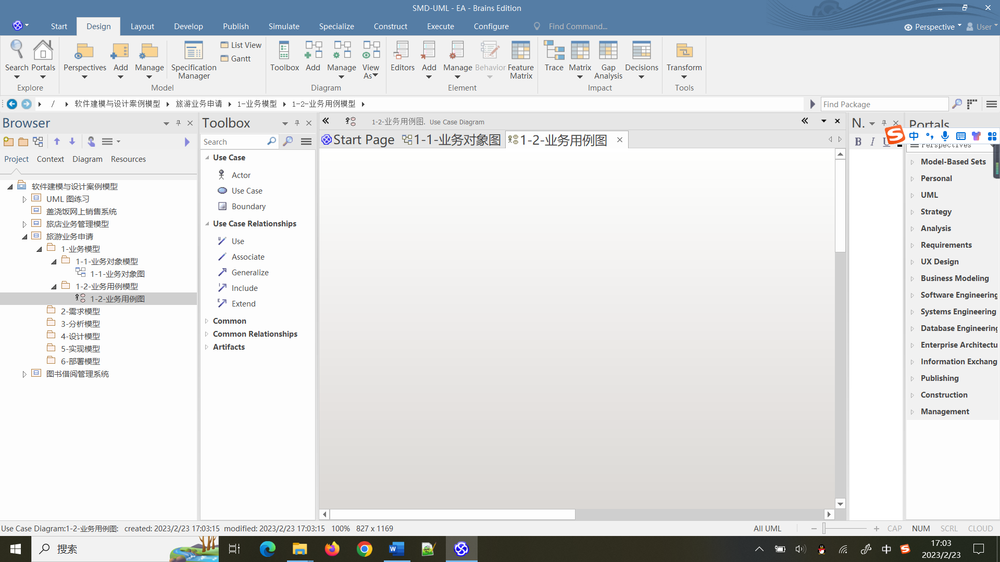 SMD-UML - EA - Brains Edition
Start
Design
Layout
Develop
Publish
Simulate
Specialize
Construct
Execute
Configure
Find Command...
Perspective
User
Search
Portals
Explore
Perspectives
Add
Manage
Specification Manager
List View
Gantt
Model
Toolbox
Add
Manage
View As
Diagram
Editors
Add
Manage
Behavior
Feature Matrix
Element
Trace
Matrix
Gap Analysis
Decisions
Impact
Transform
Tools
/
软件建模与设计案例模型
旅游业务申请
1-业务模型
1-2-业务用例模型
Find Package
Browser
Project
Context
Diagram
Resources
软件建模与设计案例模型
UML 图练习
盖浇饭网上销售系统
旅店业务管理模型
旅游业务申请
1-业务模型
1-1-业务对象模型
1-1-业务对象图
1-2-业务用例模型
1-2-业务用例图
2-需求模型
3-分析模型
4-设计模型
5-实现模型
6-部署模型
图书借阅管理系统
Toolbox
Search
Use Case
Actor
Use Case
Boundary
Use Case Relationships
Use
Associate
Generalize
Include
Extend
Common
Common Relationships
Artifacts
1-2-业务用例图. Use Case Diagram
Start Page
1-1-业务对象图
1-2-业务用例图
N.
B I U
Portals
中
Perspectives
Model-Based Sets
Personal
UML
Strategy
Analysis
Requirements
UX Design
Business Modeling
Software Engineering
Systems Engineering
Database Engineering
Enterprise Architectu
Information Exchang
Publishing
Construction
Management
Use Case Diagram:1-2-业务用例图: created: 2023/2/23 17:03:15 modified: 2023/2/23 17:03:15 100% 827 x 1169
All UML
CAP
NUM
SCRL
CLOUD
搜索
中
17:03
2023/2/23